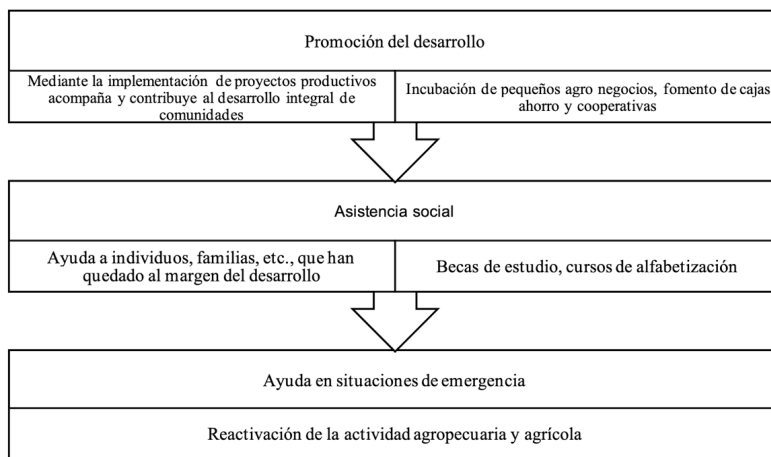 Promoción del desarrollo
Mediante la implementación de proyectos productivos
acompaña y contribuye al desarrollo integral de
comunidades
Incubación de pequeños agro negocios, fomento de cajas
ahorro y cooperativas
Asistencia social
Ayuda a individuos, familias, etc., que han
quedado al margen del desarrollo
Becas de estudio, cursos de alfabetización
Ayuda en situaciones de emergencia
Reactivación de la actividad agropecuaria y agrícola